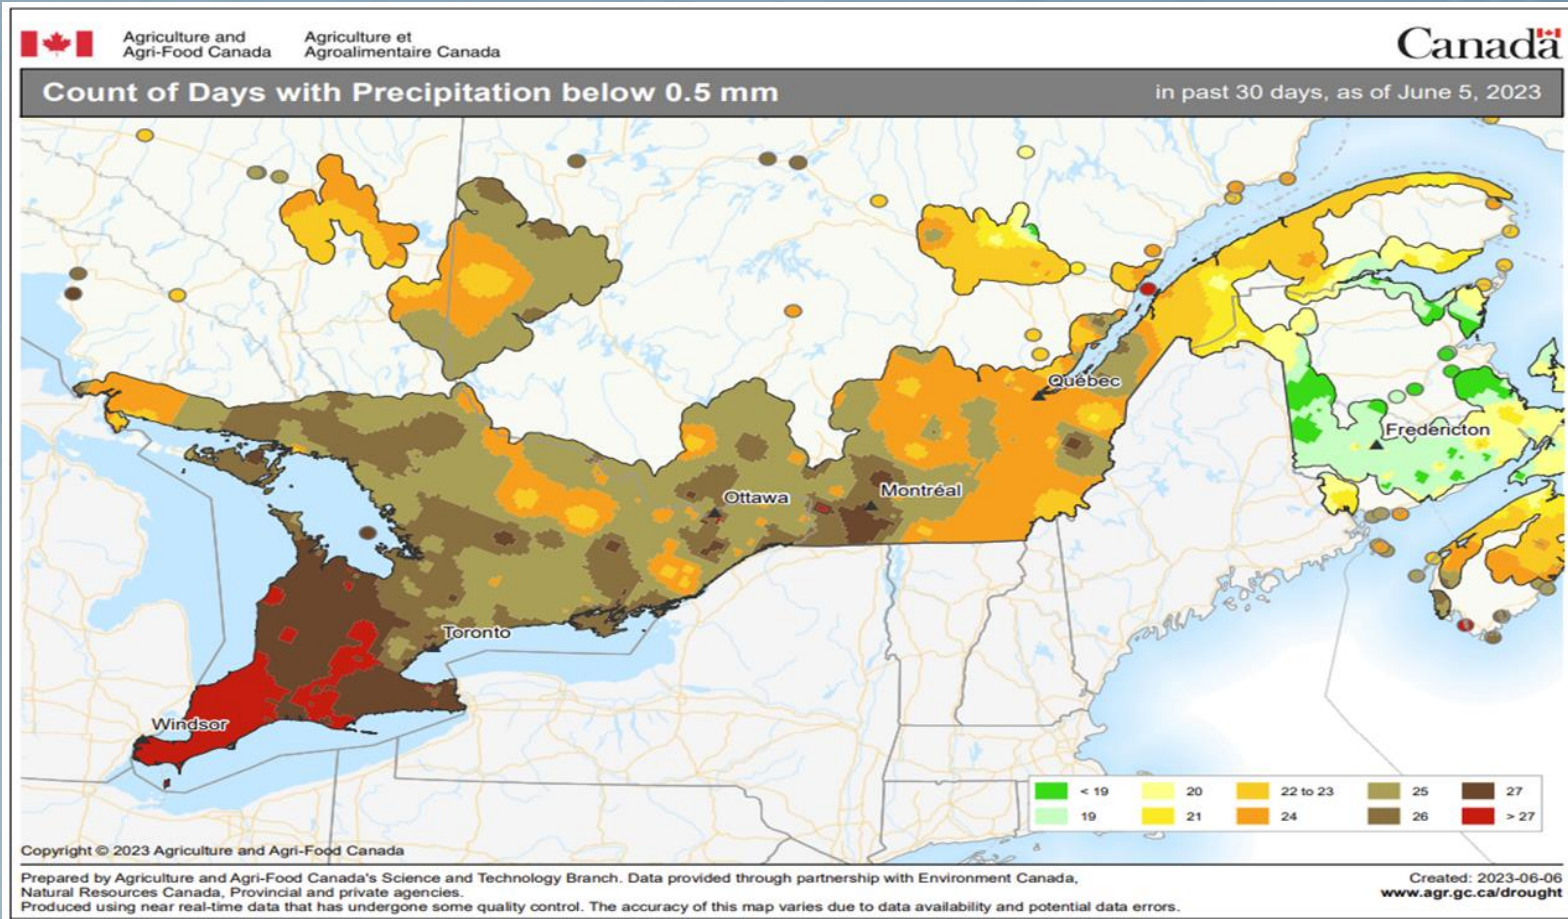 Agriculture and
Agri-Food Canada
Agriculture et
Agroalimentaire Canada
Canada
Count of Days with Precipitation below 0.5 mm
in past 30 days, as of June 5, 2023
Québec
Fredericton
Ottawa
Montréal
Toronto
Windsor
< 19
20
22 to 23
25
27
19
21
24
26
> 27
Copyright © 2023 Agriculture and Agri-Food Canada
Prepared by Agriculture and Agri-Food Canada's Science and Technology Branch. Data provided through partnership with Environment Canada,
Natural Resources Canada, Provincial and private agencies.
Produced using near real-time data that has undergone some quality control. The accuracy of this map varies due to data availability and potential data errors.
Created: 2023-06-06
www.agr.gc.ca/drought